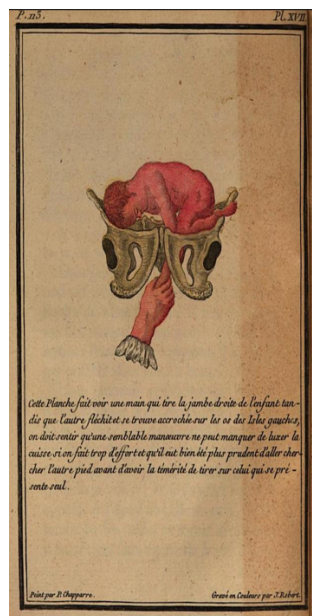 P. 113.
Pl. XVII
Cette Planche fait voir une main qui tire la jambe droite de l'enfant tan-
dis que l'autre fléchit et se trouve accrochée sur les os des Isles gauches,
on doit sentir qu'une semblable manœuvre ne peut manquer de luxer la
cuisse si on fait trop d'effort et qu'il eut bien été plus prudent d'aller cher-
cher l'autre pied avant d'avoir la timérité de tirer sur celui qui se pré-
sente seul.
Peint par P. Chapparre.
Gravé en Couleurs par J. Robert.